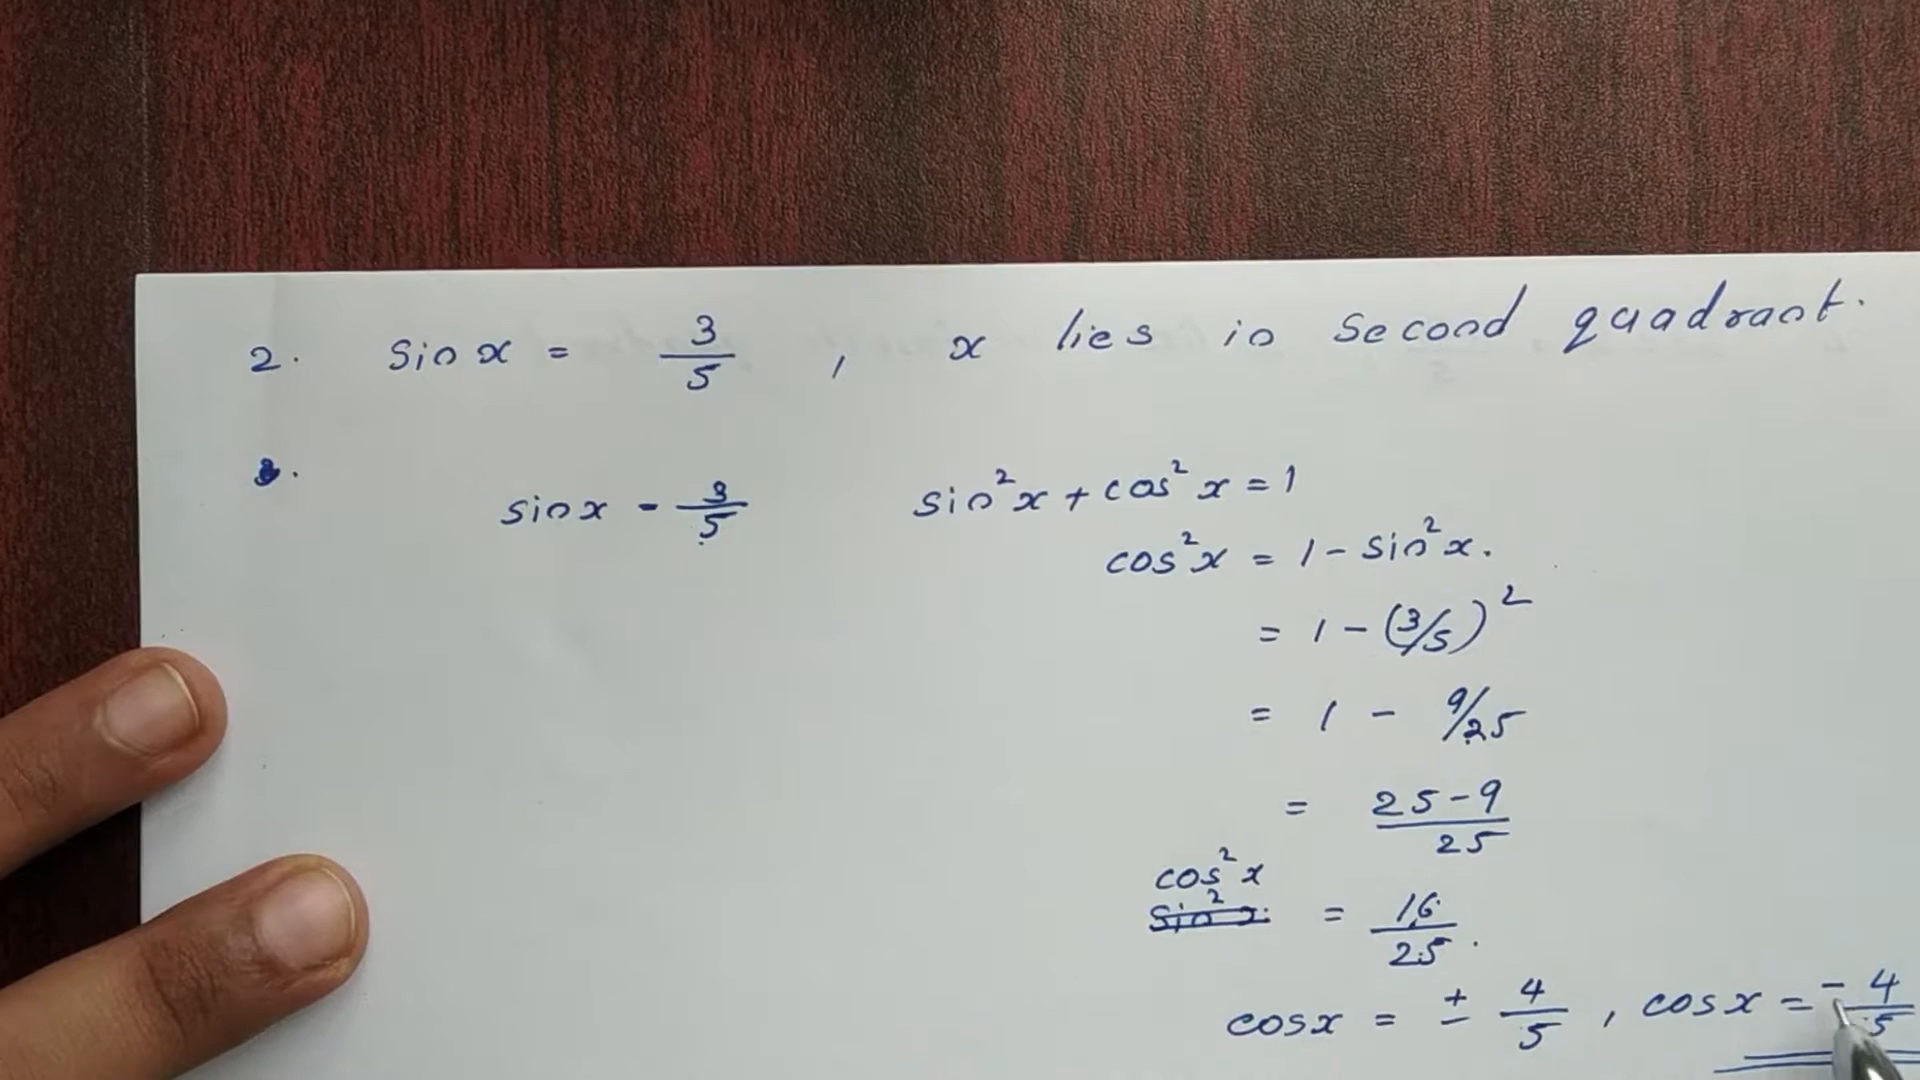 2. sin x = 3/5 , x lies in second quadrant.
3.
sin x - 3/5 sin²x + cos²x = 1
cos²x = 1 - sin²x.
= 1 - (3/5)²
= 1 - 9/25
= 25-9/25
cos²x
sin²x = 16/25.
cos x = ± 4/5 , cos x = -4/5